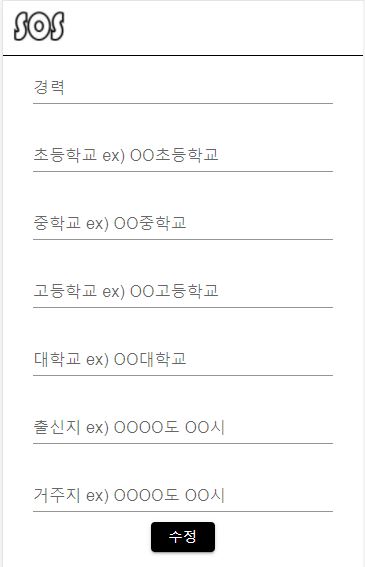 SOS
경력
초등학교 ex) OO초등학교
중학교 ex) OO중학교
고등학교 ex) OO고등학교
대학교 ex) OO대학교
출신지 ex) OOOO도 OO시
거주지 ex) OOOO도 OO시
수정